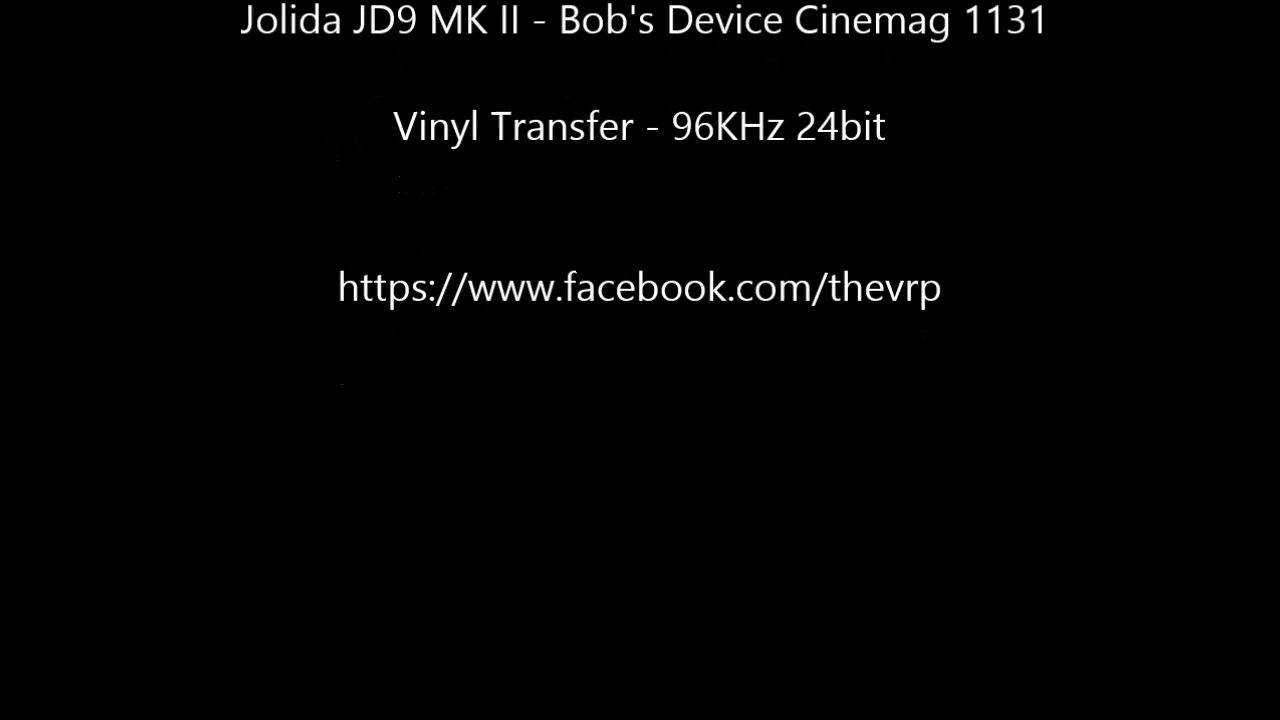 Jolida JD9 MK II - Bob's Device Cinemag 1131
Vinyl Transfer - 96KHz 24bit
https://www.facebook.com/thevrp